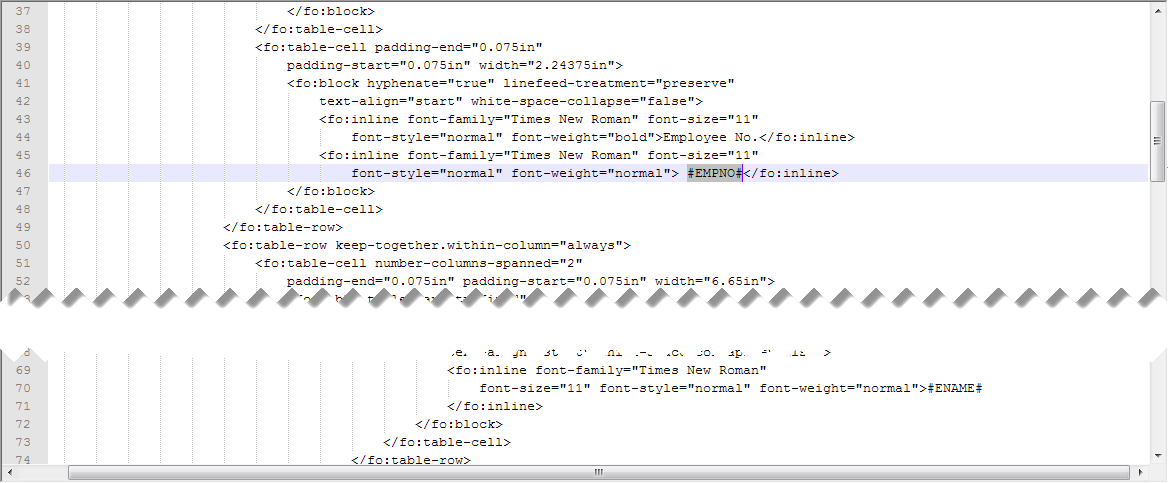 37 </fo:block>
38 </fo:table-cell>
39 <fo:table-cell padding-end="0.075in"
40 padding-start="0.075in" width="2.24375in">
41 <fo:block hyphenate="true" linefeed-treatment="preserve"
42 text-align="start" white-space-collapse="false">
43 <fo:inline font-family="Times New Roman" font-size="11"
44 font-style="normal" font-weight="bold">Employee No.</fo:inline>
45 <fo:inline font-family="Times New Roman" font-size="11"
46 font-style="normal" font-weight="normal"> #EMPNO#</fo:inline>
47 </fo:block>
48 </fo:table-cell>
49 </fo:table-row>
50 <fo:table-row keep-together.within-column="always">
51 <fo:table-cell number-columns-spanned="2"
52 padding-end="0.075in" padding-start="0.075in" width="6.65in">
69 <fo:inline font-family="Times New Roman"
70 font-size="11" font-style="normal" font-weight="normal">#ENAME#
71 </fo:inline>
72 </fo:block>
73 </fo:table-cell>
74 </fo:table-row>